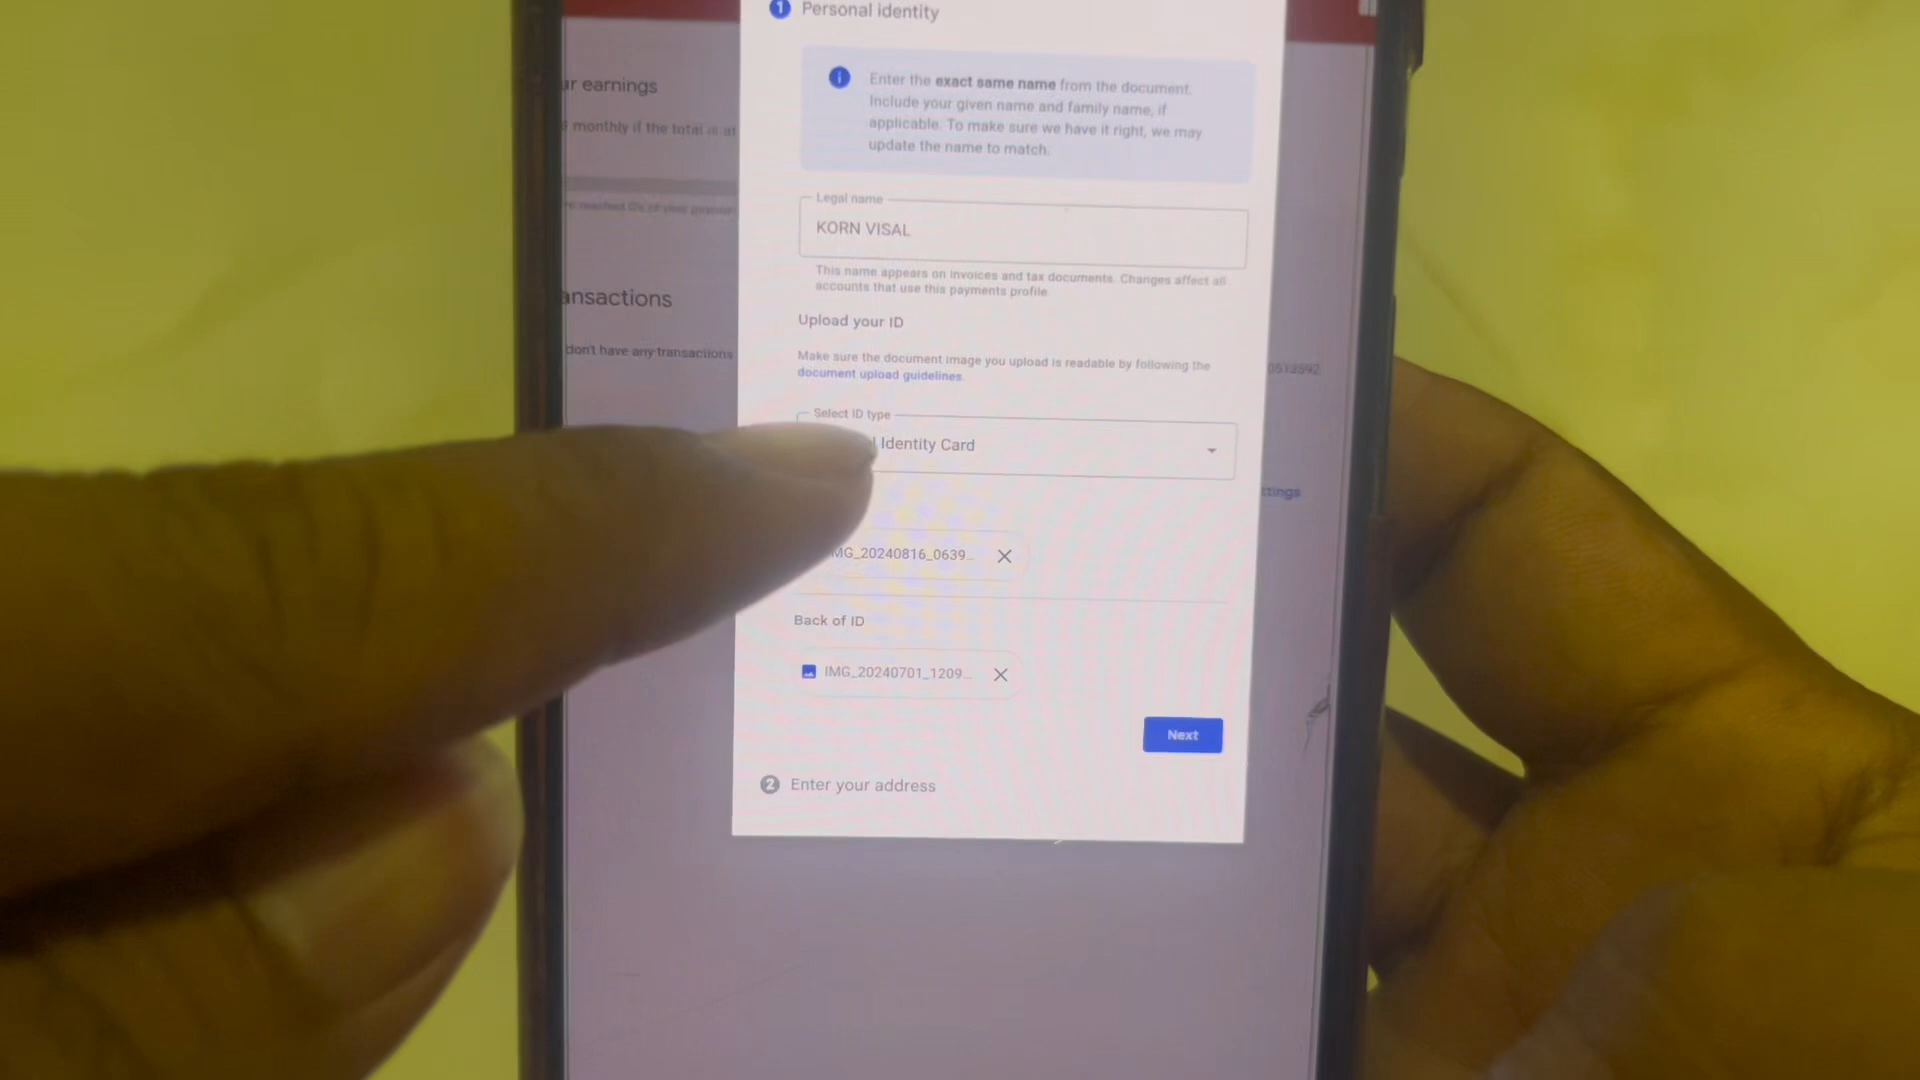 1 Personal identity
Enter the exact same name from the document.
Include your given name and family name, if
applicable. To make sure we have it right, we may
update the name to match.
Legal name
KORN VISAL
This name appears on invoices and tax documents. Changes affect all
accounts that use this payments profile.
Upload your ID
Make sure the document image you upload is readable by following the
document upload guidelines.
Select ID type
Identity Card
MG_20240816_0639...
Back of ID
IMG_20240701_1209...
Next
2 Enter your address
ur earnings
monthly if the total is at
ansactions
don't have any transactions
ttings